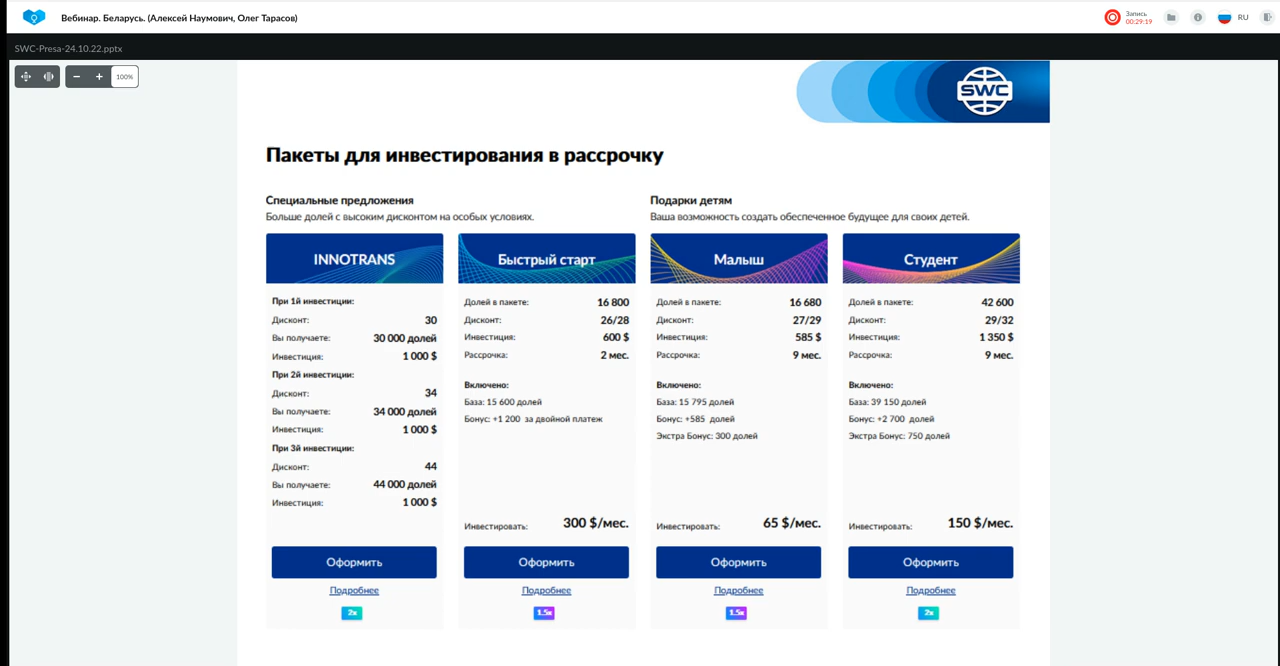 Вебинар. Беларусь. (Алексей Наумович, Олег Тарасов)
Запись
00:29:19
RU
SWC-Presa-24.10.22.pptx
100%
SWC
Пакеты для инвестирования в рассрочку
Специальные предложения
Больше долей с высоким дисконтом на особых условиях.
Подарки детям
Ваша возможность создать обеспеченное будущее для своих детей.
INNOTRANS
При 1й инвестиции:
Дисконт: 30
Вы получаете: 30 000 долей
Инвестиция: 1 000 $
При 2й инвестиции:
Дисконт: 34
Вы получаете: 34 000 долей
Инвестиция: 1 000 $
При 3й инвестиции:
Дисконт: 44
Вы получаете: 44 000 долей
Инвестиция: 1 000 $
Оформить
Подробнее
2x
Быстрый старт
Долей в пакете: 16 800
Дисконт: 26/28
Инвестиция: 600 $
Рассрочка: 2 мес.
Включено:
База: 15 600 долей
Бонус: +1 200 за двойной платеж
Инвестировать: 300 $/мес.
Оформить
Подробнее
1.5x
Малыш
Долей в пакете: 16 680
Дисконт: 27/29
Инвестиция: 585 $
Рассрочка: 9 мес.
Включено:
База: 15 795 долей
Бонус: +585 долей
Экстра Бонус: 300 долей
Инвестировать: 65 $/мес.
Оформить
Подробнее
1.5x
Студент
Долей в пакете: 42 600
Дисконт: 29/32
Инвестиция: 1 350 $
Рассрочка: 9 мес.
Включено:
База: 39 150 долей
Бонус: +2 700 долей
Экстра Бонус: 750 долей
Инвестировать: 150 $/мес.
Оформить
Подробнее
2x